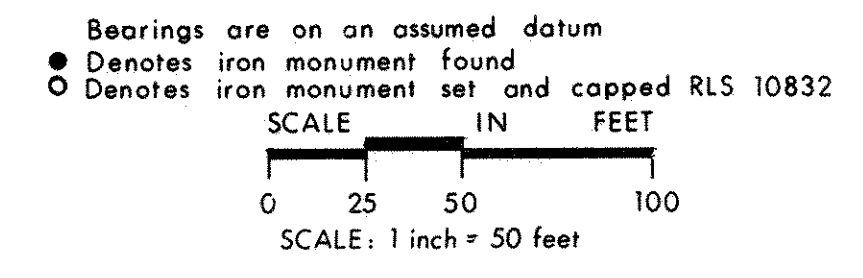 Bearings are on an assumed datum
● Denotes iron monument found
O Denotes iron monument set and capped RLS 10832
SCALE IN FEET
0 25 50 100
SCALE: 1 inch = 50 feet